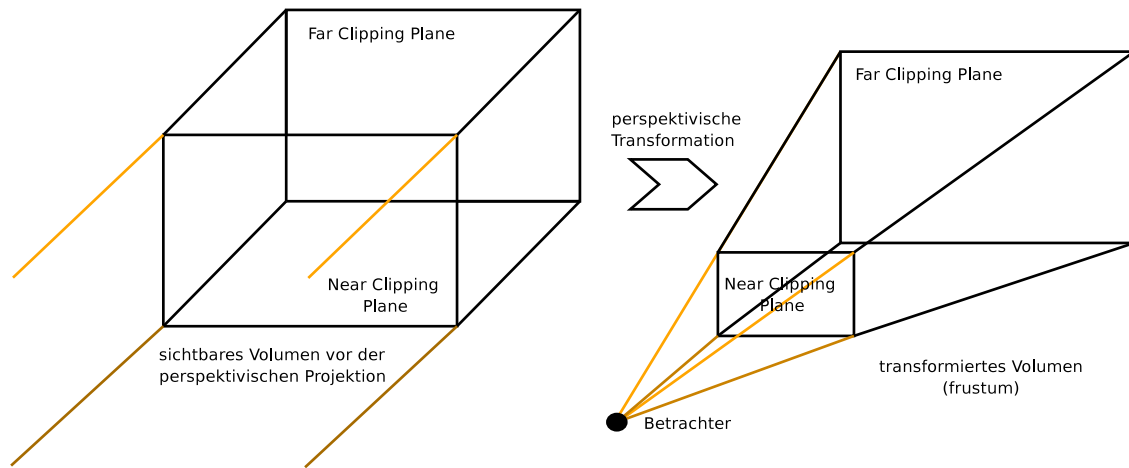 Far Clipping Plane
Near Clipping
Plane
sichtbares Volumen vor der
perspektivischen Projektion
perspektivische
Transformation
Far Clipping Plane
Near Clipping
Plane
transformiertes Volumen
(frustum)
Betrachter